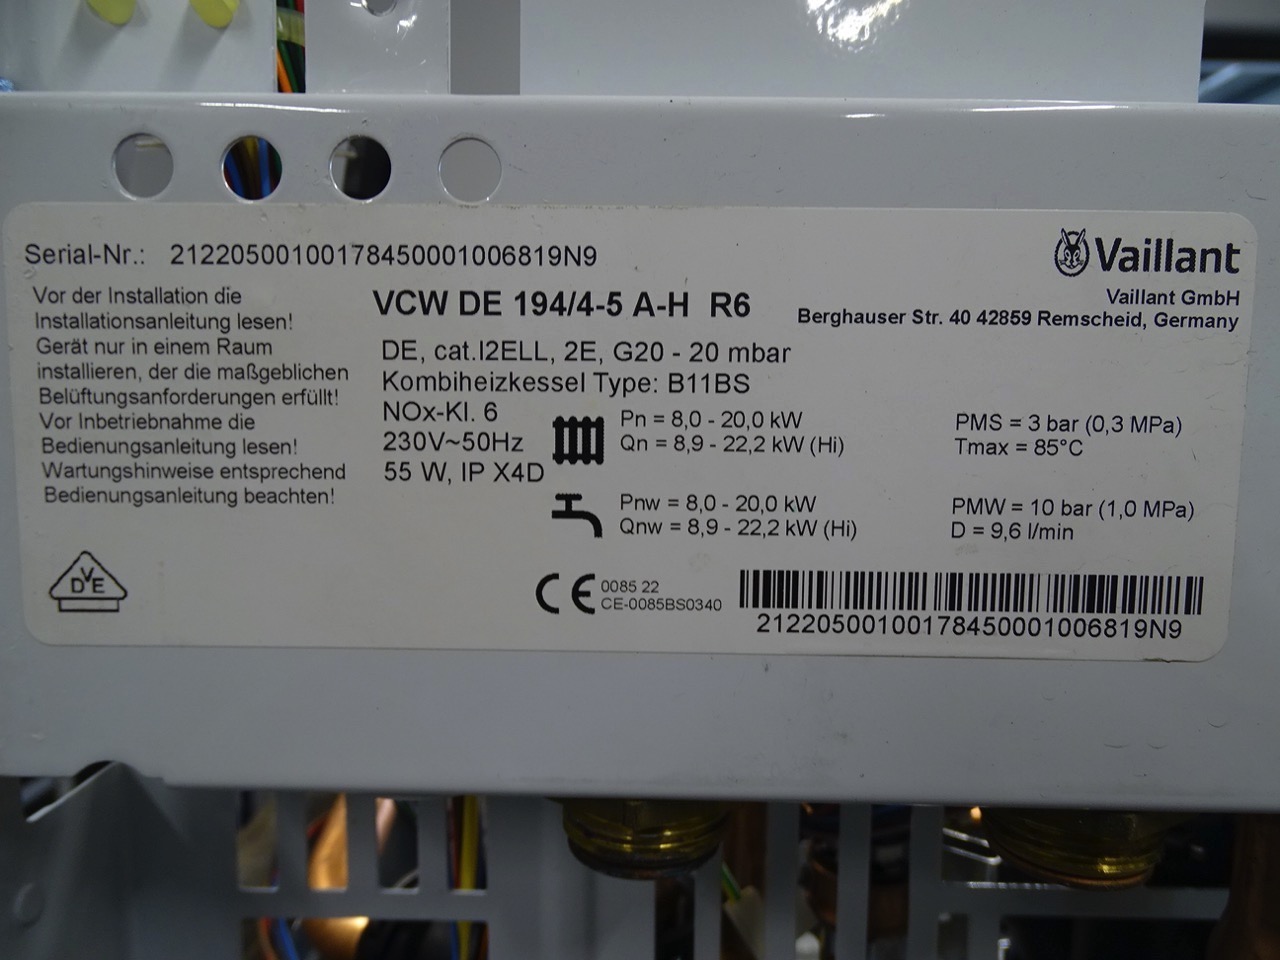 Serial-Nr.: 21220500100178450001006819N9
Vaillant
Vaillant GmbH
Berghauser Str. 40 42859 Remscheid, Germany
Vor der Installation die
Installationsanleitung lesen!
Gerät nur in einem Raum
installieren, der die maßgeblichen
Belüftungsanforderungen erfüllt!
Vor Inbetriebnahme die
Bedienungsanleitung lesen!
Wartungshinweise entsprechend
Bedienungsanleitung beachten!
VCW DE 194/4-5 A-H R6
DE, cat.I2ELL, 2E, G20 - 20 mbar
Kombiheizkessel Type: B11BS
NOx-Kl. 6
230V~50Hz
55 W, IP X4D
Pn = 8,0 - 20,0 kW
Qn = 8,9 - 22,2 kW (Hi)
PMS = 3 bar (0,3 MPa)
Tmax = 85°C
Pnw = 8,0 - 20,0 kW
Qnw = 8,9 - 22,2 kW (Hi)
PMW = 10 bar (1,0 MPa)
D = 9,6 l/min
VDE
CE 0085 22
CE-0085BS0340
21220500100178450001006819N9